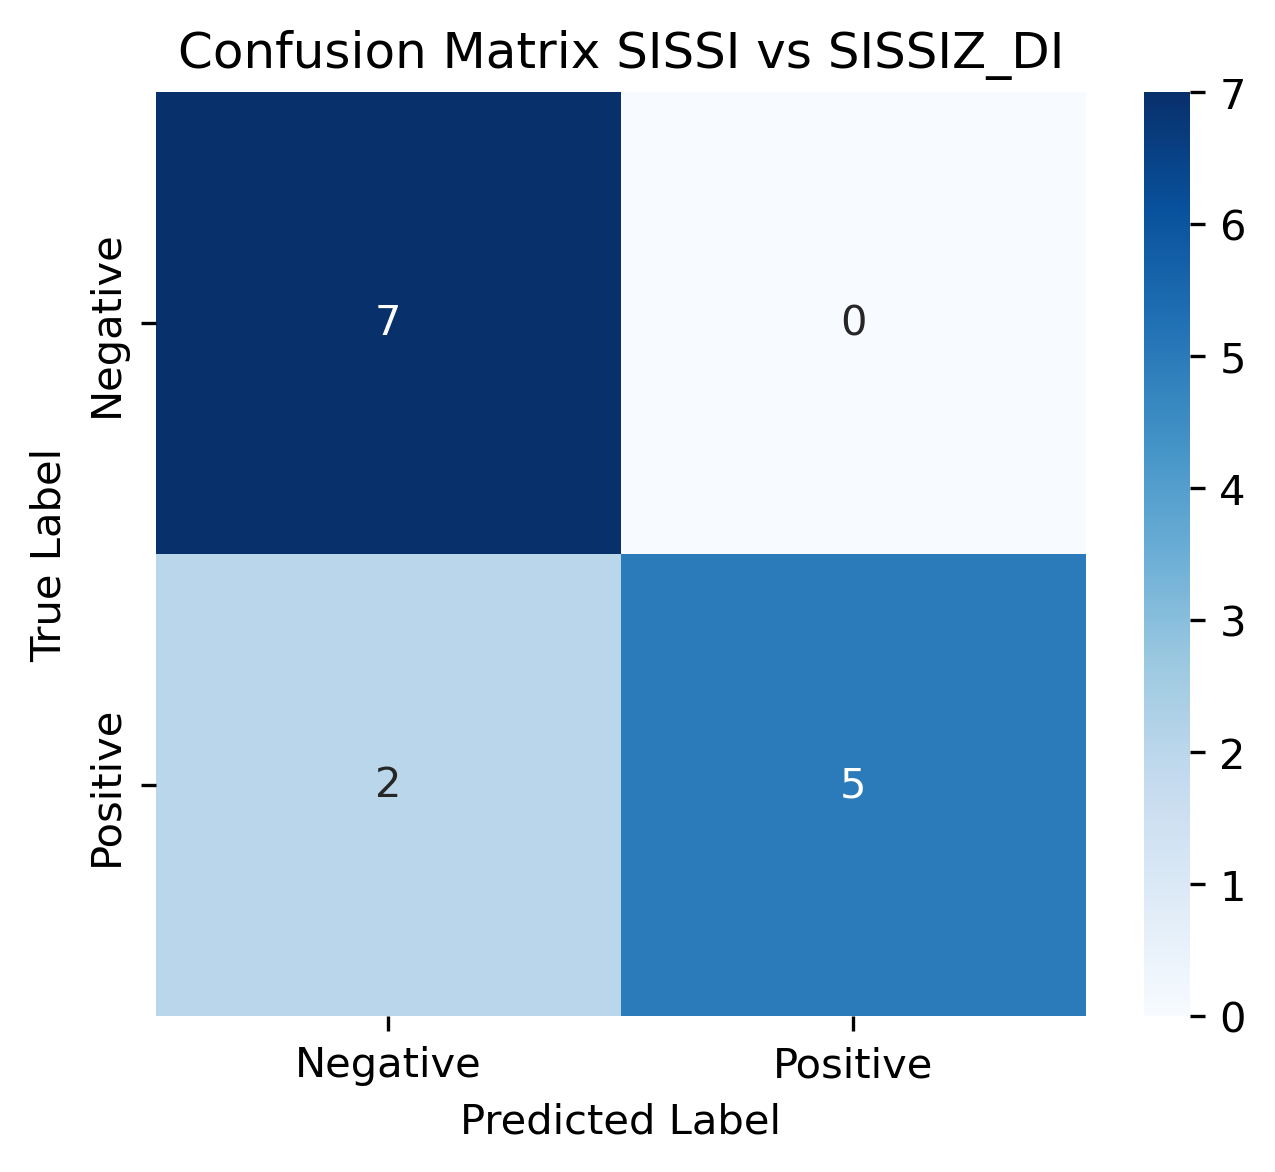 Confusion Matrix SISSI vs SISSIZ_DI
True Label
Negative
Positive
7
0
2
5
Negative
Positive
Predicted Label
7
6
5
4
3
2
1
0